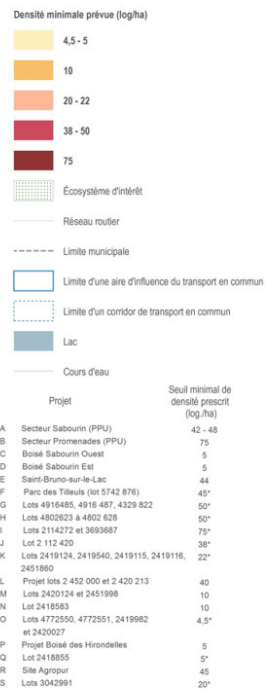 Densité minimale prévue (log/ha)
4,5 - 5
10
20 - 22
38 - 50
75
Écosystème d'intérêt
Réseau routier
Limite municipale
Limite d'une aire d'influence du transport en commun
Limite d'un corridor de transport en commun
Lac
Cours d'eau
Projet
Seuil minimal de
densité prescrit
(log./ha)
A Secteur Sabourin (PPU) 42 - 48
B Secteur Promenades (PPU) 75
C Boisé Sabourin Ouest 5
D Boisé Sabourin Est 5
E Saint-Bruno-sur-le-Lac 44
F Parc des Tilleuls (lot 5742 876) 45*
G Lots 4916485, 4916 487, 4329 822 50*
H Lots 4802623 à 4802 628 50*
I Lots 2114272 et 3693687 75*
J Lot 2 112 420 38*
K Lots 2419124, 2419540, 2419115, 2419116, 22*
2451860
L Projet lots 2 452 000 et 2 420 213 40
M Lots 2420124 et 2451998 10
N Lot 2418583 10
O Lots 4772550, 4772551, 2419982 4,5*
et 2420027
P Projet Boisé des Hirondelles 5
Q Lot 2418855 5*
R Site Agropur 45
S Lots 3042991 20*